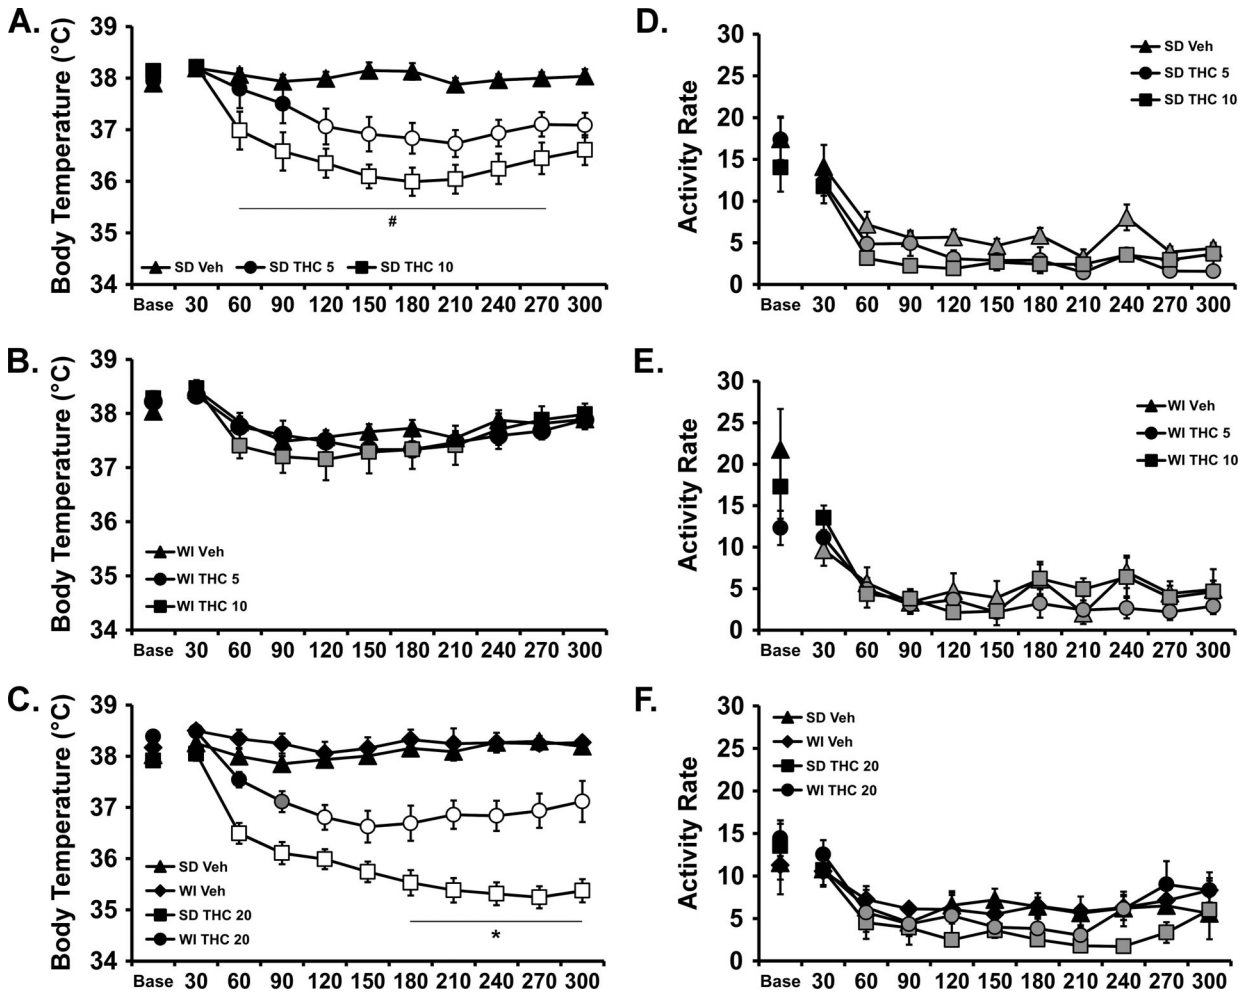 A.
Body Temperature (°C)
39
38
37
36
35
34
#
SD Veh SD THC 5 SD THC 10
Base 30 60 90 120 150 180 210 240 270 300
B.
Body Temperature (°C)
39
38
37
36
35
34
WI Veh
WI THC 5
WI THC 10
Base 30 60 90 120 150 180 210 240 270 300
C.
Body Temperature (°C)
39
38
37
36
35
34
SD Veh
WI Veh
SD THC 20
WI THC 20
*
Base 30 60 90 120 150 180 210 240 270 300
D.
Activity Rate
30
25
20
15
10
5
0
SD Veh
SD THC 5
SD THC 10
Base 30 60 90 120 150 180 210 240 270 300
E.
Activity Rate
30
25
20
15
10
5
0
WI Veh
WI THC 5
WI THC 10
Base 30 60 90 120 150 180 210 240 270 300
F.
Activity Rate
30
25
20
15
10
5
0
SD Veh
WI Veh
SD THC 20
WI THC 20
Base 30 60 90 120 150 180 210 240 270 300